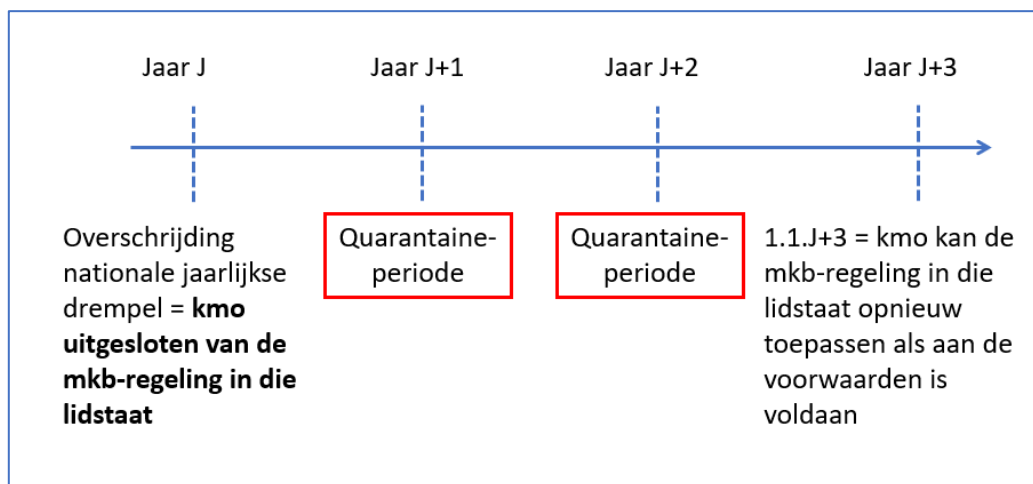 Jaar J
Jaar J+1
Jaar J+2
Jaar J+3
Overschrijding
nationale jaarlijkse
drempel = kmo
uitgesloten van de
mkb-regeling in die
lidstaat
Quarantaine-
periode
Quarantaine-
periode
1.1.J+3 = kmo kan de
mkb-regeling in die
lidstaat opnieuw
toepassen als aan de
voorwaarden is
voldaan